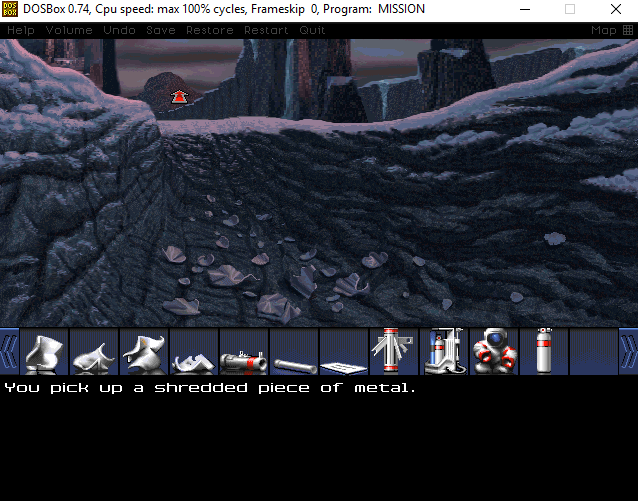 DOSBox 0.74, Cpu speed: max 100% cycles, Frameskip 0, Program: MISSION
Help Volume Undo Save Restore Restart Quit Map
You pick up a shredded piece of metal.